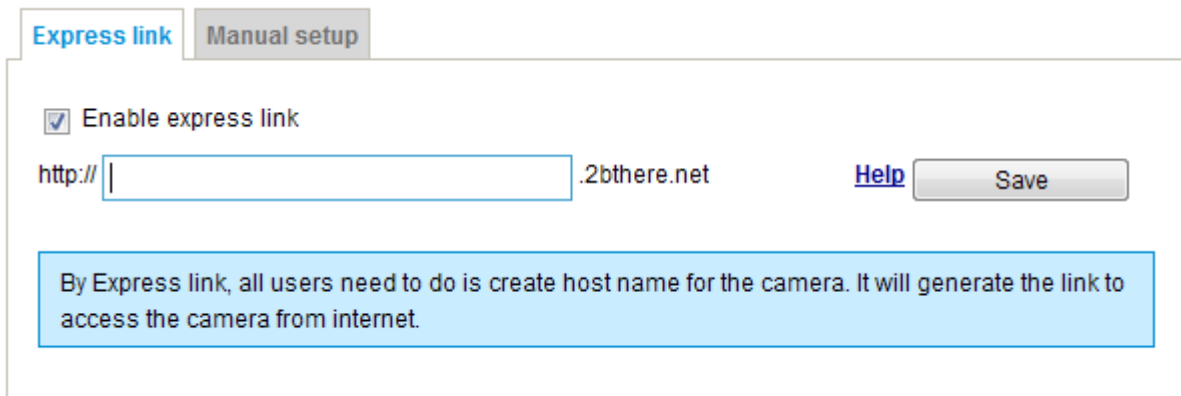 Express link Manual setup
Enable express link
http:// .2bthere.net Help Save
By Express link, all users need to do is create host name for the camera. It will generate the link to
access the camera from internet.